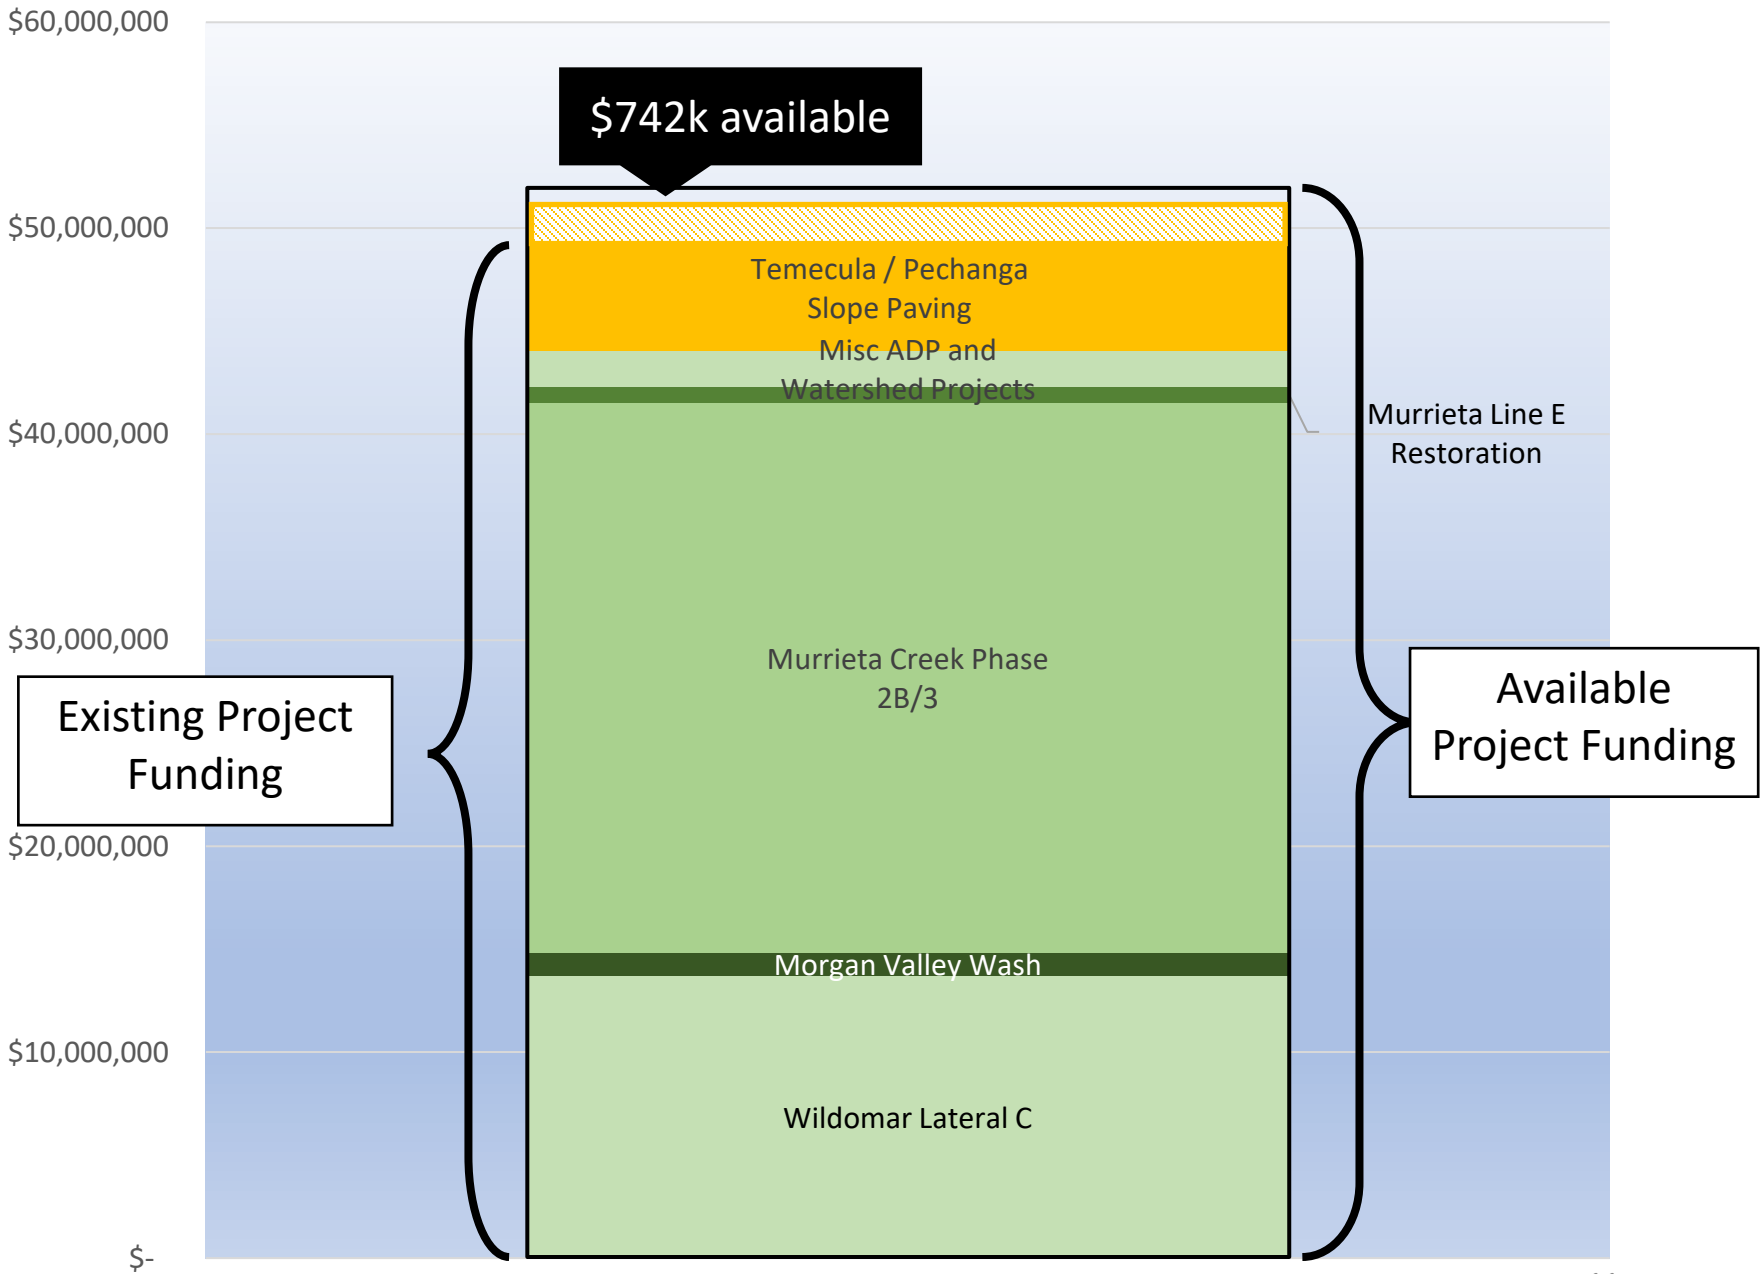 $60,000,000
$742k available
$50,000,000
Temecula / Pechanga
Slope Paving
Misc ADP and
Watershed Projects
$40,000,000
Murrieta Line E
Restoration
$30,000,000
Murrieta Creek Phase
2B/3
Existing Project
Funding
Available
Project Funding
$20,000,000
Morgan Valley Wash
$10,000,000
Wildomar Lateral C
$-